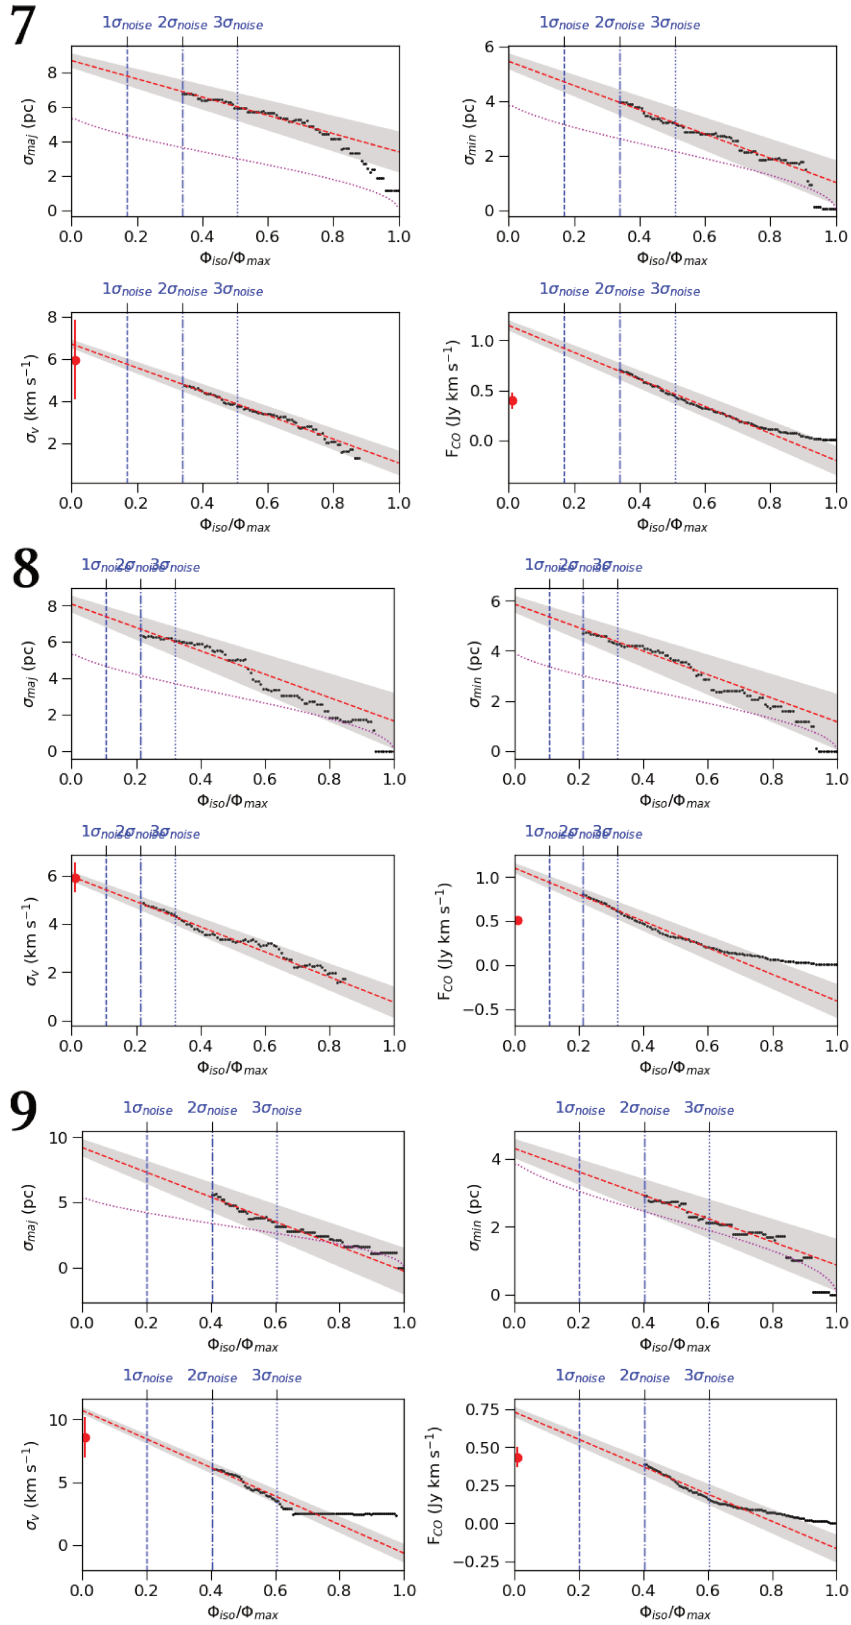 7
1σnoise 2σnoise 3σnoise 1σnoise 2σnoise 3σnoise
8 6 4 2 0 σmaj (pc) 6 4 2 0 σmin (pc)
0.0 0.2 0.4 0.6 0.8 1.0 0.0 0.2 0.4 0.6 0.8 1.0
Φiso/Φmax Φiso/Φmax
1σnoise 2σnoise 3σnoise 1σnoise 2σnoise 3σnoise
8 6 4 2 σv (km s−1) 1.0 0.5 0.0 FCO (Jy km s−1)
0.0 0.2 0.4 0.6 0.8 1.0 0.0 0.2 0.4 0.6 0.8 1.0
Φiso/Φmax Φiso/Φmax
8
1σnoise 2σnoise 3σnoise 1σnoise 2σnoise 3σnoise
8 6 4 2 0 σmaj (pc) 6 4 2 0 σmin (pc)
0.0 0.2 0.4 0.6 0.8 1.0 0.0 0.2 0.4 0.6 0.8 1.0
Φiso/Φmax Φiso/Φmax
1σnoise 2σnoise 3σnoise 1σnoise 2σnoise 3σnoise
6 4 2 0 σv (km s−1) 1.0 0.5 0.0 −0.5 FCO (Jy km s−1)
0.0 0.2 0.4 0.6 0.8 1.0 0.0 0.2 0.4 0.6 0.8 1.0
Φiso/Φmax Φiso/Φmax
9
1σnoise 2σnoise 3σnoise 1σnoise 2σnoise 3σnoise
10 5 0 σmaj (pc) 4 2 0 σmin (pc)
0.0 0.2 0.4 0.6 0.8 1.0 0.0 0.2 0.4 0.6 0.8 1.0
Φiso/Φmax Φiso/Φmax
1σnoise 2σnoise 3σnoise 1σnoise 2σnoise 3σnoise
10 5 0 σv (km s−1) 0.75 0.50 0.25 0.00 −0.25 FCO (Jy km s−1)
0.0 0.2 0.4 0.6 0.8 1.0 0.0 0.2 0.4 0.6 0.8 1.0
Φiso/Φmax Φiso/Φmax